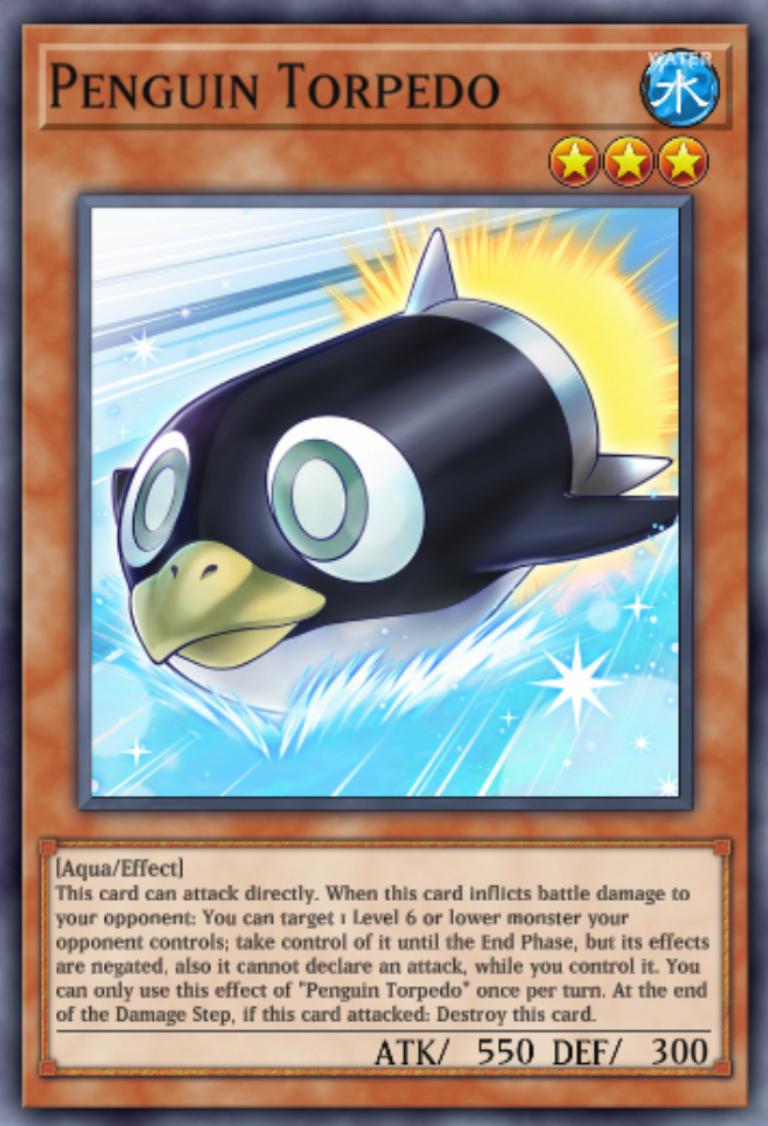 PENGUIN TORPEDO
WATER
水
[Aqua/Effect]
This card can attack directly. When this card inflicts battle damage to
your opponent: You can target 1 Level 6 or lower monster your
opponent controls; take control of it until the End Phase, but its effects
are negated, also it cannot declare an attack, while you control it. You
can only use this effect of "Penguin Torpedo" once per turn. At the end
of the Damage Step, if this card attacked: Destroy this card.
ATK/ 550 DEF/ 300